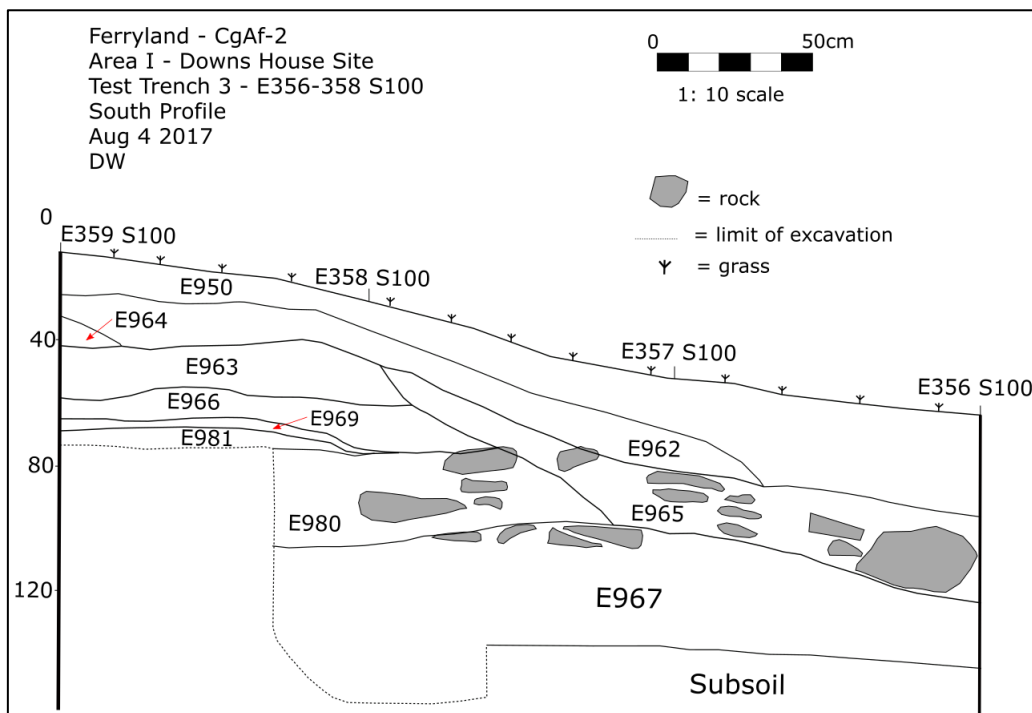 Ferryland - CgAf-2
Area I - Downs House Site
Test Trench 3 - E356-358 S100
South Profile
Aug 4 2017
DW
0 50cm
1: 10 scale
= rock
= limit of excavation
= grass
0
E359 S100
E358 S100
E950
E964
40
E357 S100
E963
E356 S100
E966
E969
E981
E962
80
E980
E965
120
E967
Subsoil